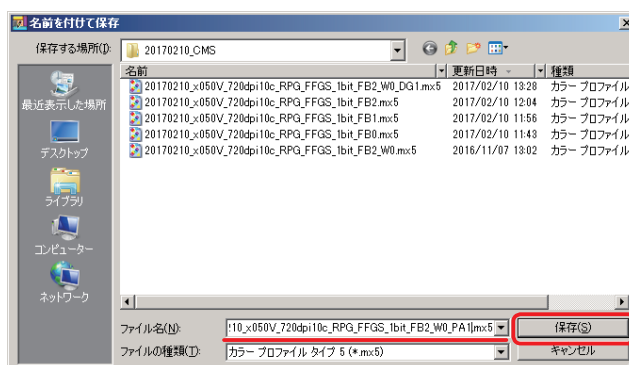 名前を付けて保存
保存する場所(I):
20170210_CMS
名前 更新日時 種類
20170210_x050V_720dpi10c_RPG_FFGS_1bit_FB2_W0_DG1.mx5 2017/02/10 13:28 カラー プロファイル
20170210_x050V_720dpi10c_RPG_FFGS_1bit_FB2.mx5 2017/02/10 12:04 カラー プロファイル
20170210_x050V_720dpi10c_RPG_FFGS_1bit_FB1.mx5 2017/02/10 11:56 カラー プロファイル
20170210_x050V_720dpi10c_RPG_FFGS_1bit_FB0.mx5 2017/02/10 11:43 カラー プロファイル
20170210_x050V_720dpi10c_RPG_FFGS_1bit_FB2_W0.mx5 2016/11/07 13:02 カラー プロファイル
最近表示した場所
デスクトップ
ライブラリ
コンピューター
ネットワーク
ファイル名(N): 10_x050V_720dpi10c_RPG_FFGS_1bit_FB2_W0_PA1.mx5 保存(S)
ファイルの種類(T): カラー プロファイル タイプ 5 (*.mx5) キャンセル